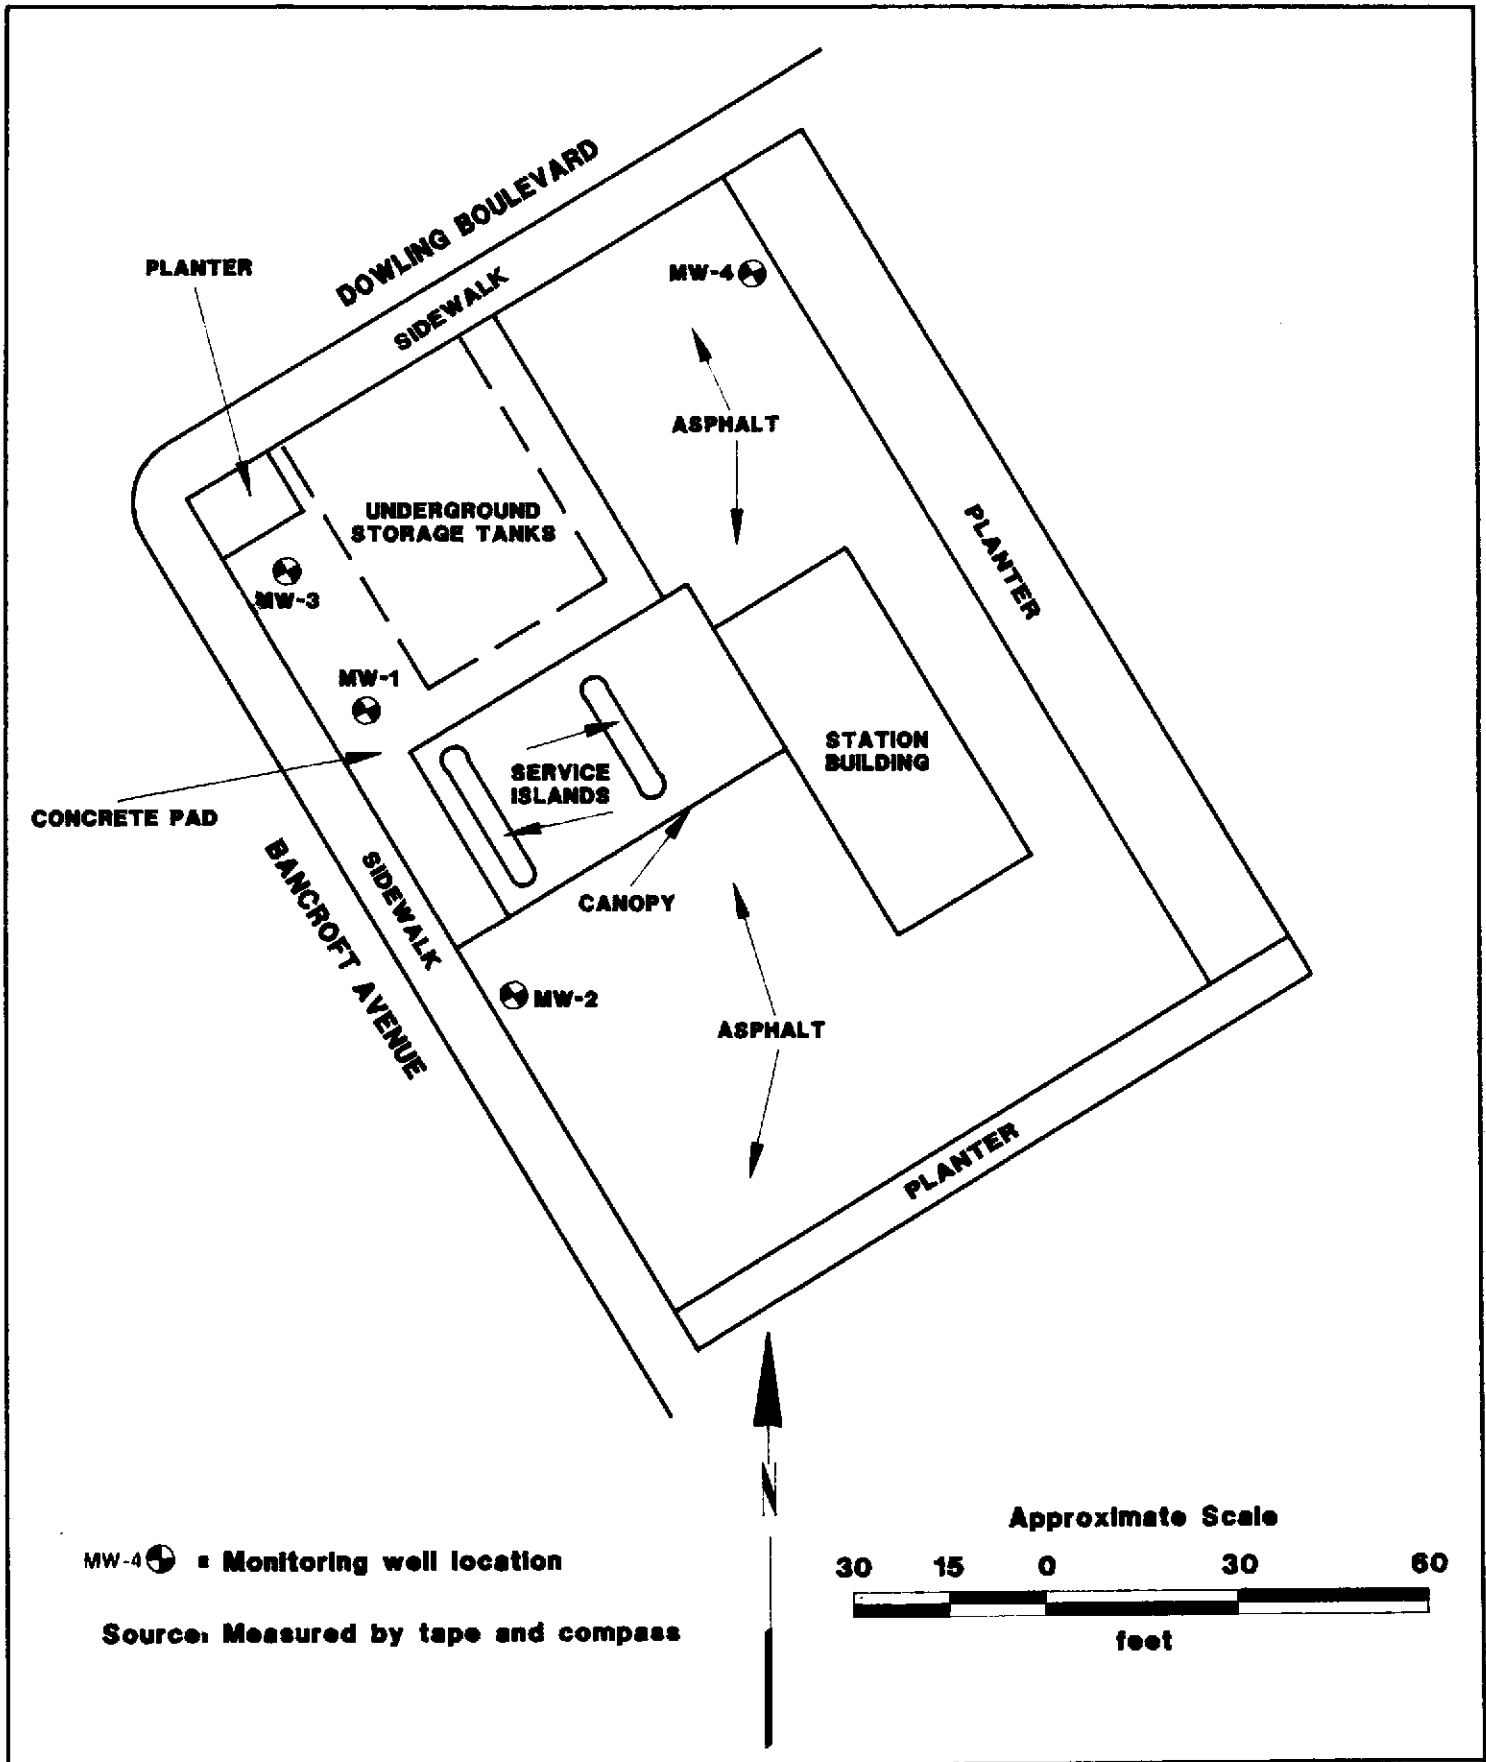 DOWLING BOULEVARD
PLANTER
SIDEWALK
MW-4
ASPHALT
UNDERGROUND
STORAGE TANKS
PLANTER
MW-3
MW-1
STATION
BUILDING
SERVICE
ISLANDS
CONCRETE PAD
CANOPY
SIDEWALK
BANCROFT AVENUE
MW-2
ASPHALT
PLANTER
N
Approximate Scale
30 15 0 30 60
feet
MW-4 = Monitoring well location
Source: Measured by tape and compass